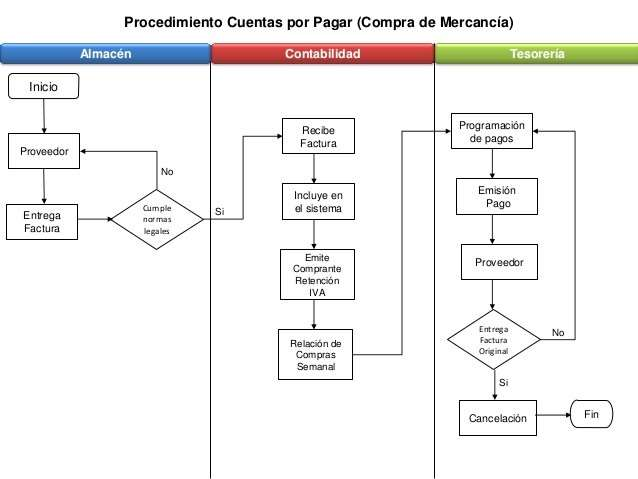 Procedimiento Cuentas por Pagar (Compra de Mercancía)
Almacén
Contabilidad
Tesorería
Inicio
Proveedor
No
Entrega
Factura
Cumple
normas
legales
Si
Recibe
Factura
Incluye en
el sistema
Emite
Comprante
Retención
IVA
Relación de
Compras
Semanal
Programación
de pagos
Emisión
Pago
Proveedor
Entrega
Factura
Original
No
Si
Cancelación
Fin